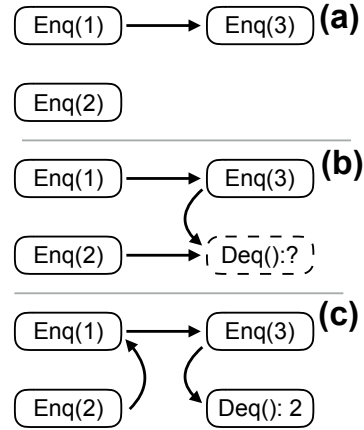 Enq(1) Enq(3) (a)
Enq(2)
(b)
Enq(1) Enq(3)
Enq(2) Deq():?
(c)
Enq(1) Enq(3)
Enq(2) Deq(): 2